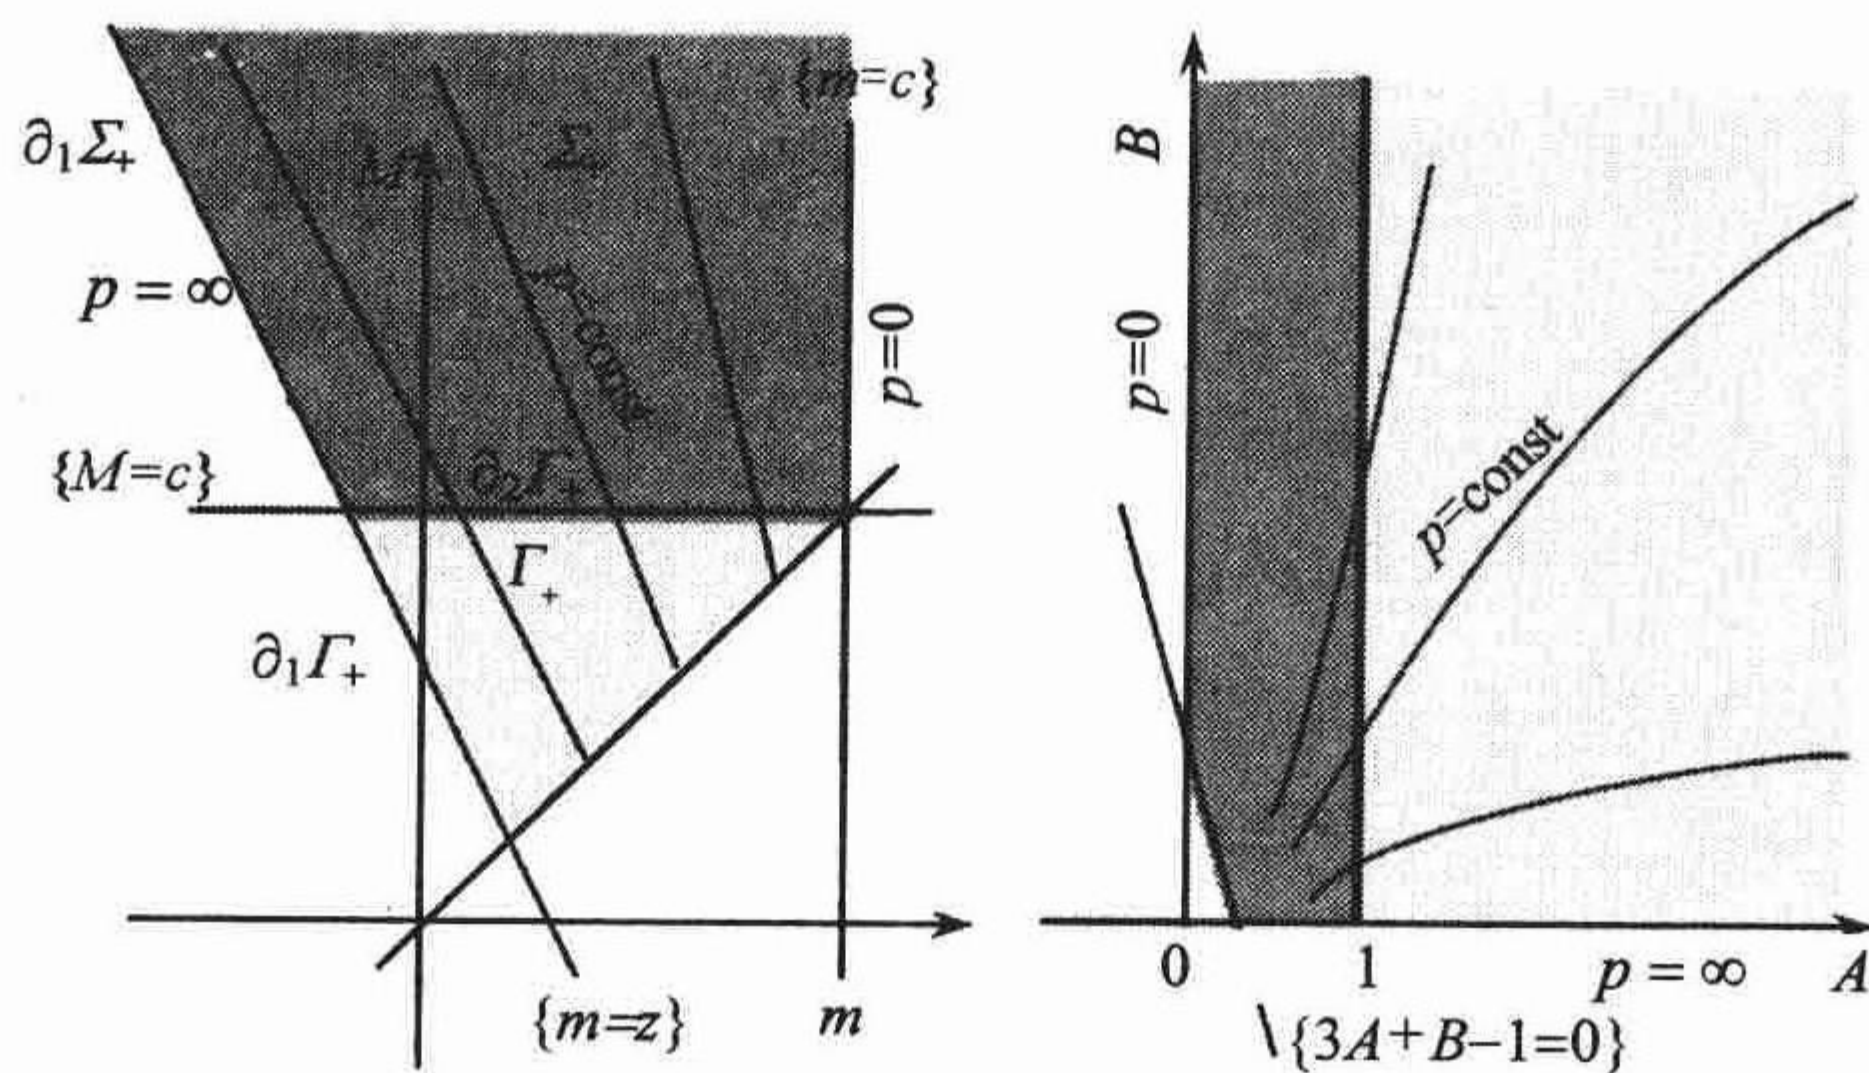 {m=c}
∂₁Σ₊
M
Σ₊
p = ∞
p=const
p=0
{M=c}
∂₂Γ₊
Γ₊
∂₁Γ₊
{m=z}
m
B
p=0
p=const
0
1
p = ∞
A
\{3A+B−1=0}